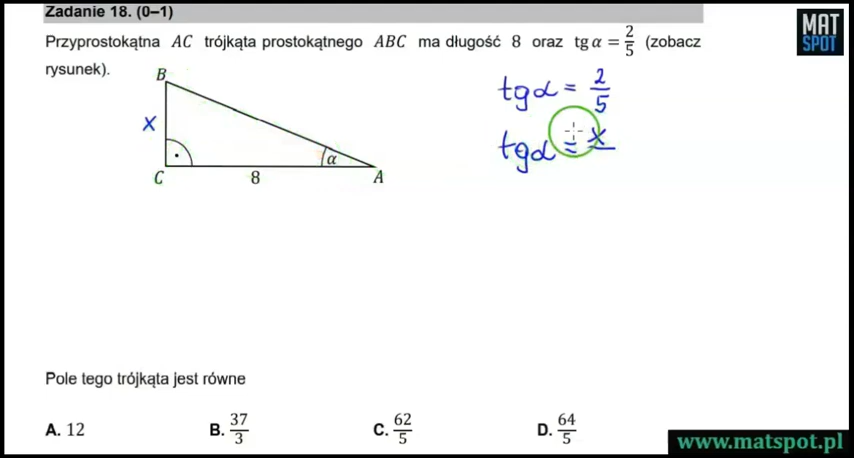 Zadanie 18. (0–1)
MAT
SPOT
Przyprostokątna AC trójkąta prostokątnego ABC ma długość 8 oraz tg α = 2/5 (zobacz
rysunek).
B
tgα = 2/5
x
tgα = x
α
C
8
A
Pole tego trójkąta jest równe
A. 12
B. 37/3
C. 62/5
D. 64/5
www.matspot.pl